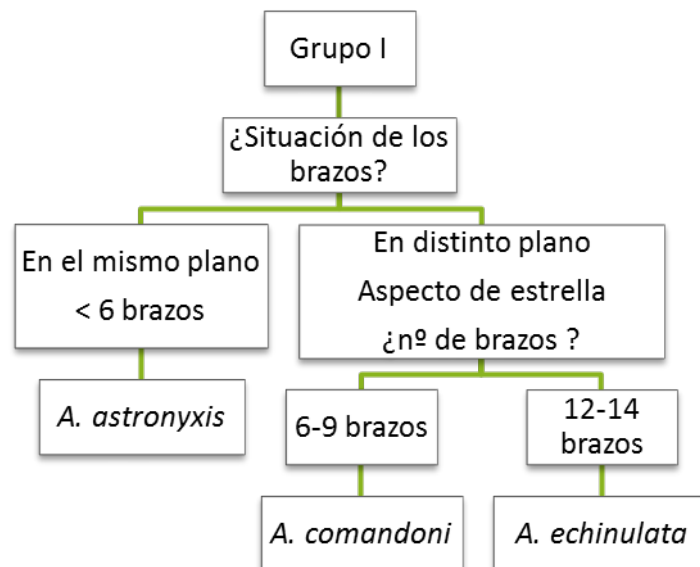 Grupo I
¿Situación de los
brazos?
En el mismo plano
< 6 brazos
En distinto plano
Aspecto de estrella
¿nº de brazos ?
A. astronyxis
6-9 brazos
12-14
brazos
A. comandoni
A. echinulata